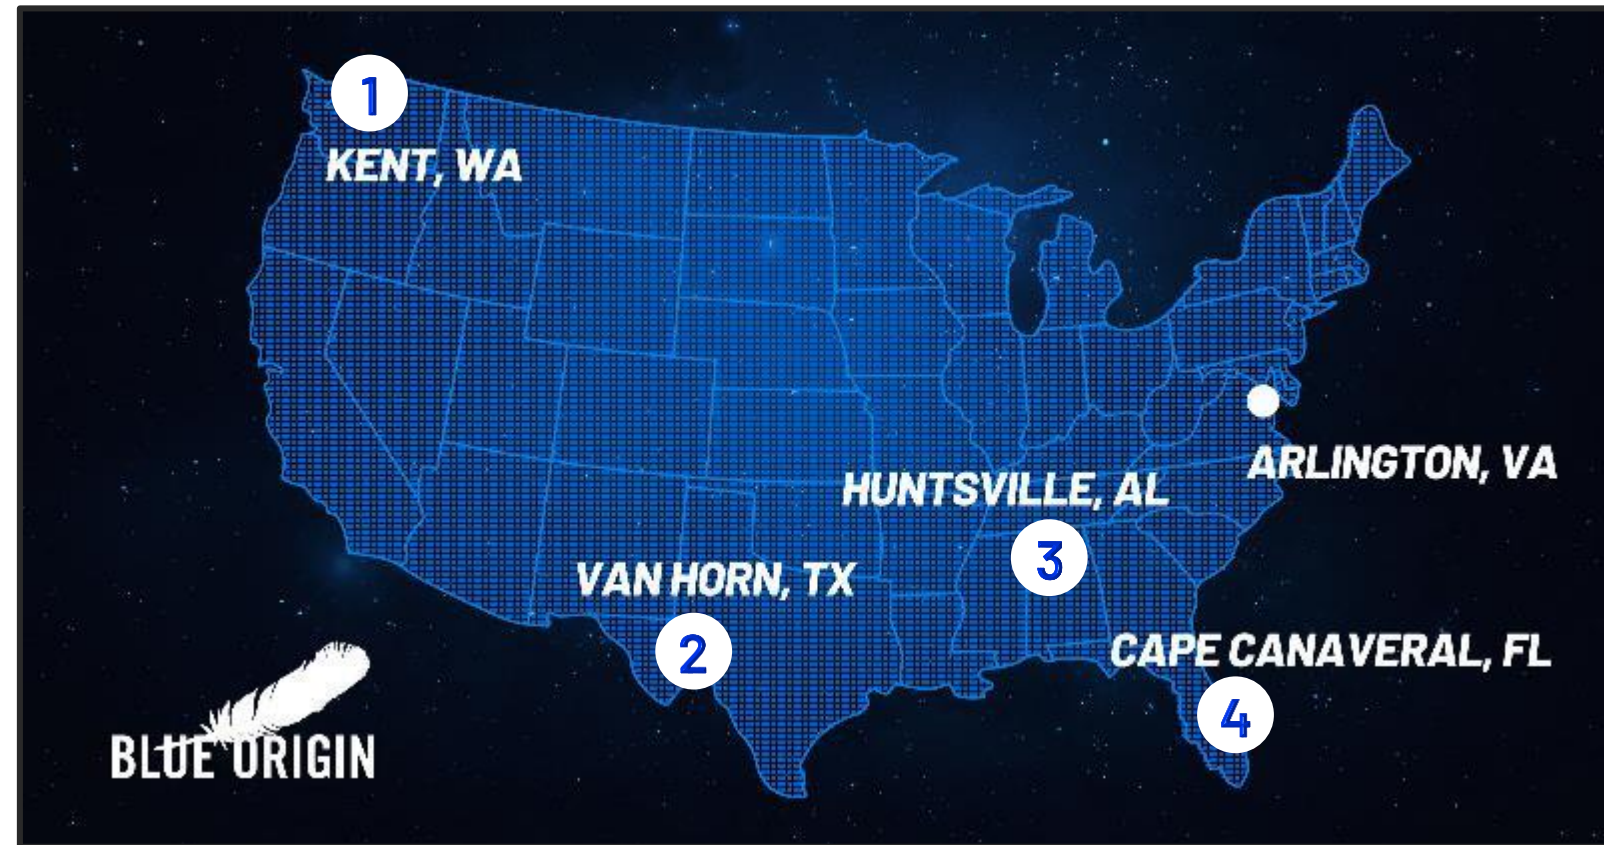 1
KENT, WA
ARLINGTON, VA
HUNTSVILLE, AL
3
VAN HORN, TX
2
CAPE CANAVERAL, FL
4
BLUE ORIGIN